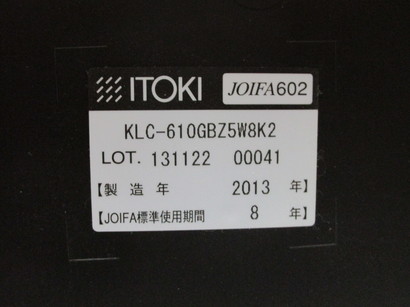 ITOKI JOIFA602
KLC-610GBZ5W8K2
LOT. 131122 00041
【製造年 2013 年】
【JOIFA標準使用期間 8 年】